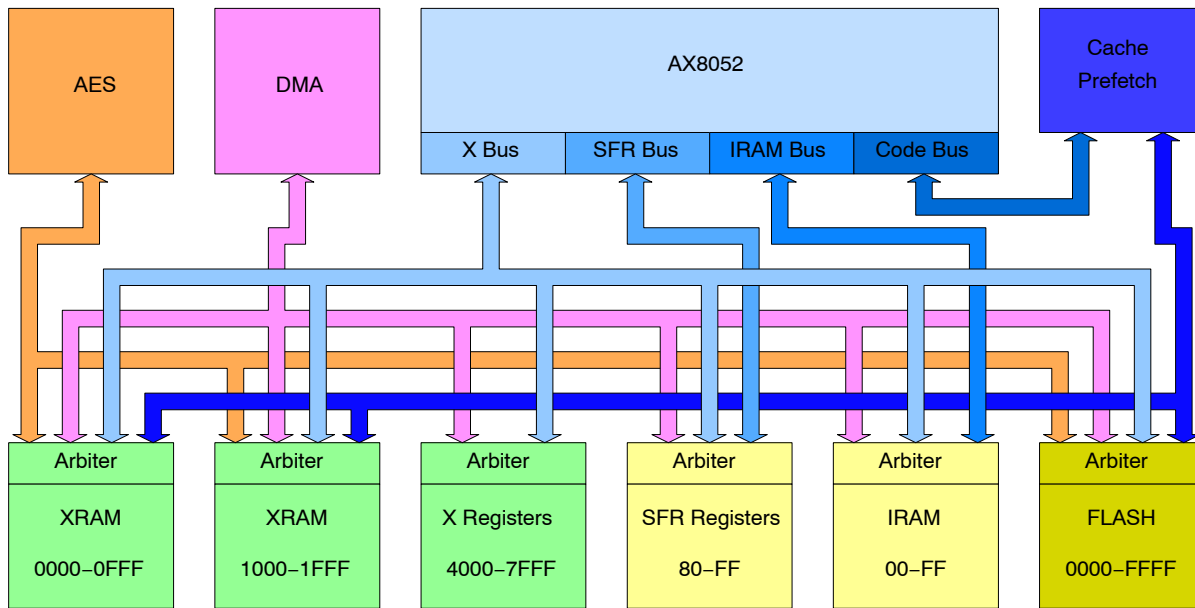 AES
DMA
AX8052
Cache
Prefetch
X Bus
SFR Bus
IRAM Bus
Code Bus
Arbiter
Arbiter
Arbiter
Arbiter
Arbiter
Arbiter
XRAM
XRAM
X Registers
SFR Registers
IRAM
FLASH
0000−0FFF
1000−1FFF
4000−7FFF
80−FF
00−FF
0000−FFFF